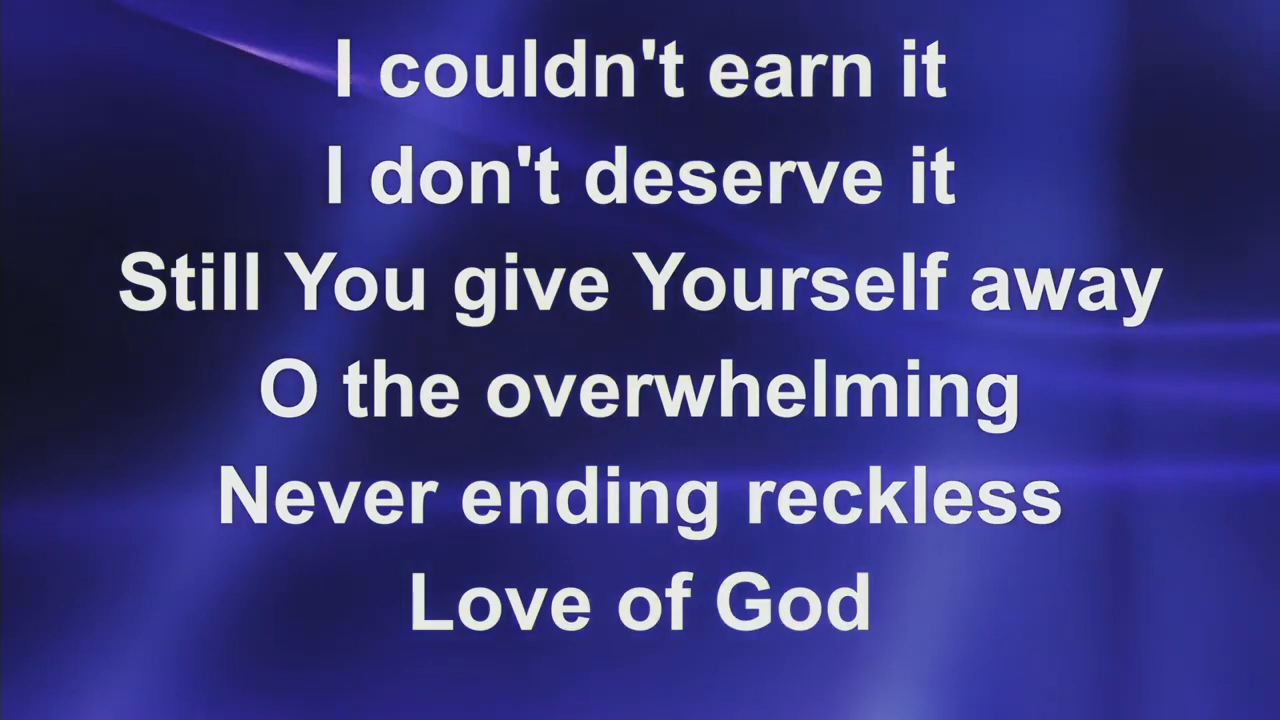 I couldn't earn it
I don't deserve it
Still You give Yourself away
O the overwhelming
Never ending reckless
Love of God